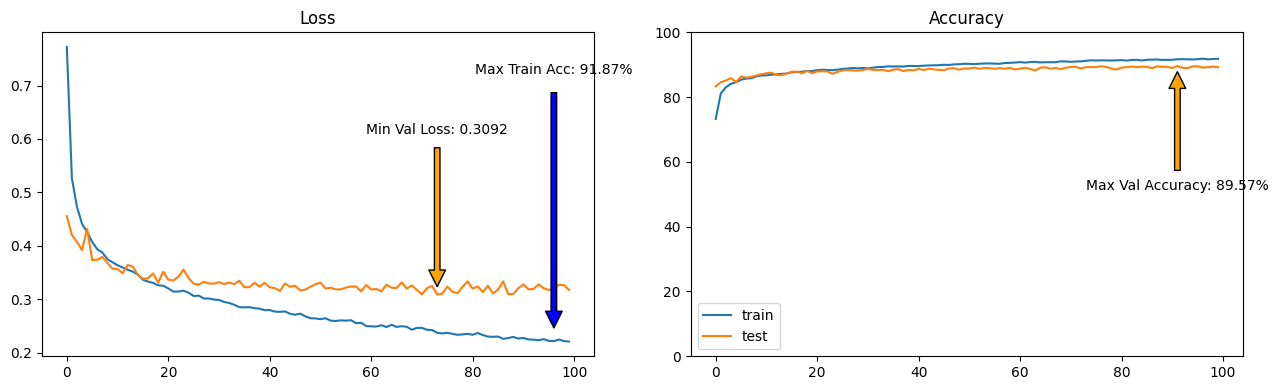 Loss
Accuracy
Max Train Acc: 91.87%
Min Val Loss: 0.3092
Max Val Accuracy: 89.57%
0.7
0.6
0.5
0.4
0.3
0.2
0 20 40 60 80 100
100
80
60
40
20
0
train
test
0 20 40 60 80 100